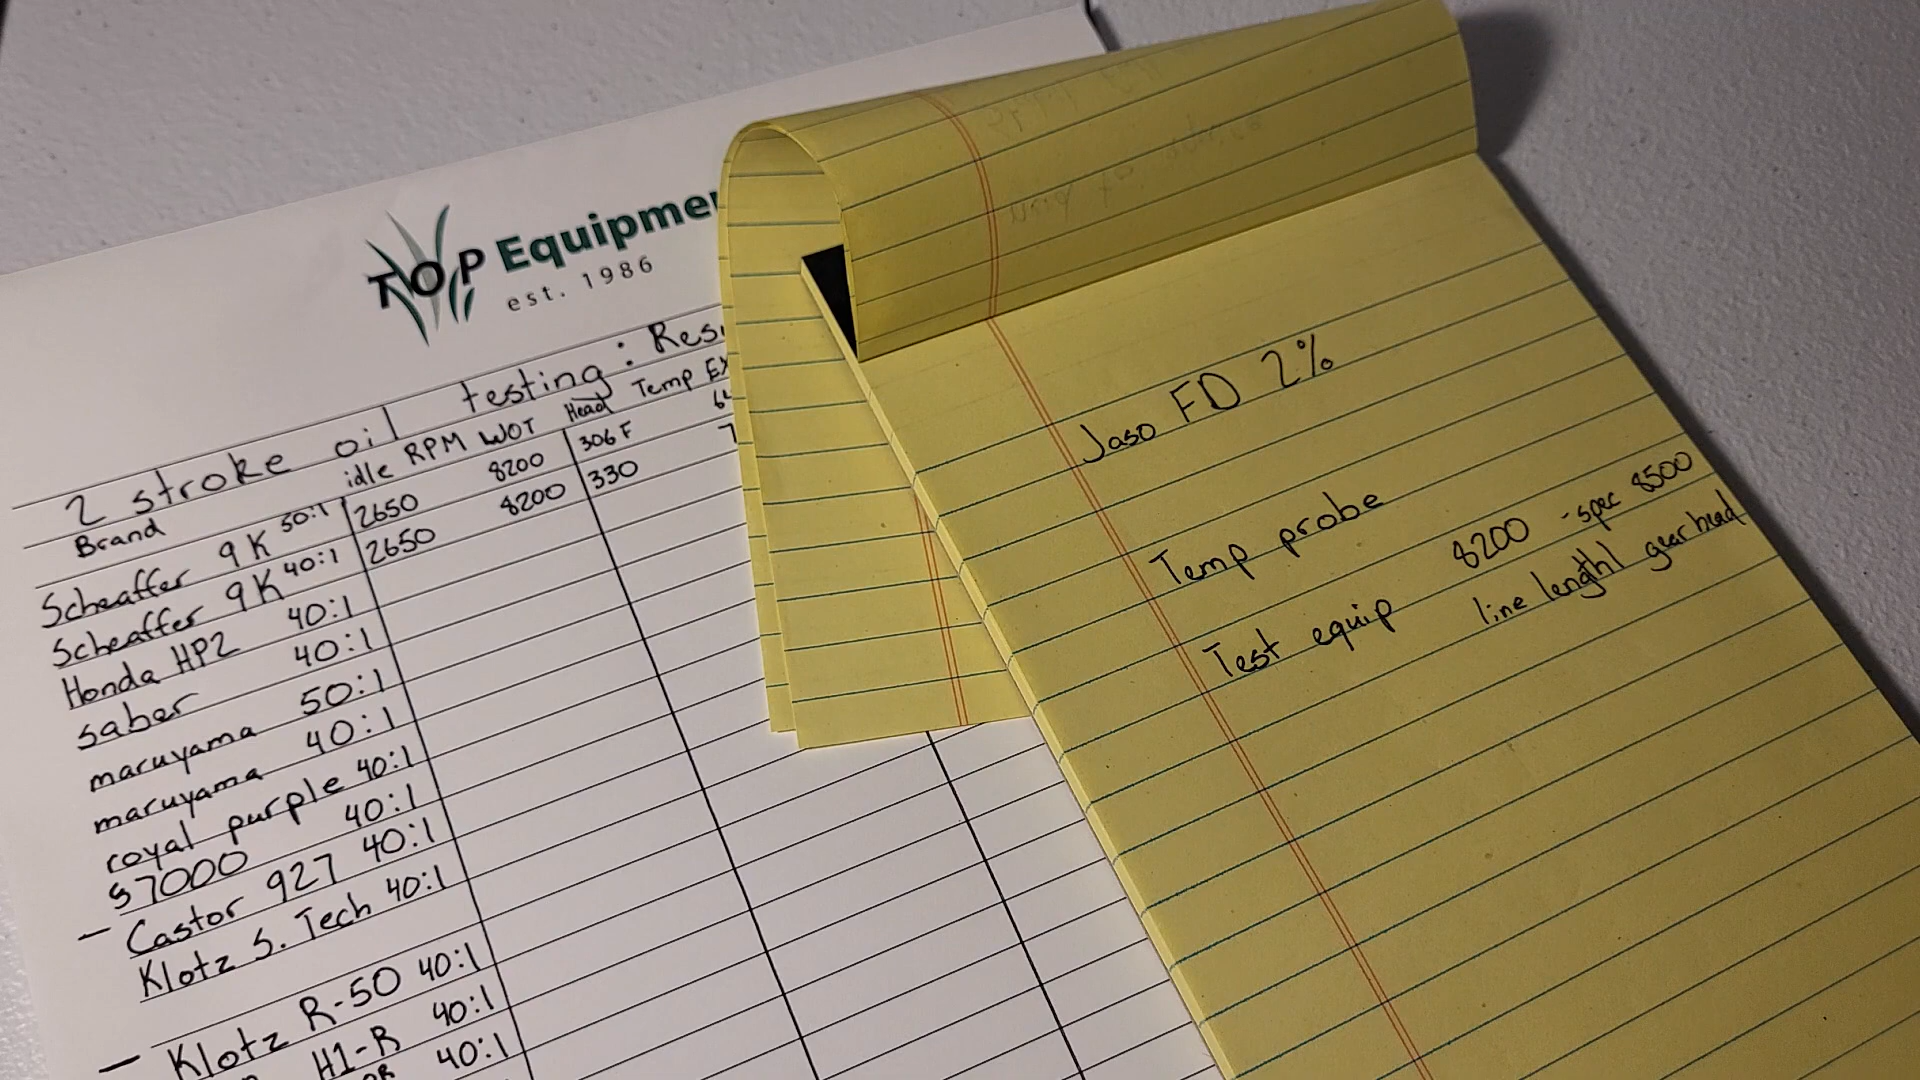 TOP Equipme
est. 1986
2 stroke oil testing: Res
Brand idle RPM WOT Head Temp EX
Scheaffer 9K 50:1 2650 8200 306 F
Scheaffer 9K 40:1 2650 8200 330 7
Honda HP2 40:1
saber 40:1
maruyama 50:1
maruyama 40:1
royal purple 40:1
S7000 40:1
- Castor 927 40:1
Klotz S. Tech 40:1
- Klotz R-50 40:1
H1-R 40:1
40:1
Jaso FD 2%
Temp probe
Test equip 8200 - spec 8500
line length/ gear head